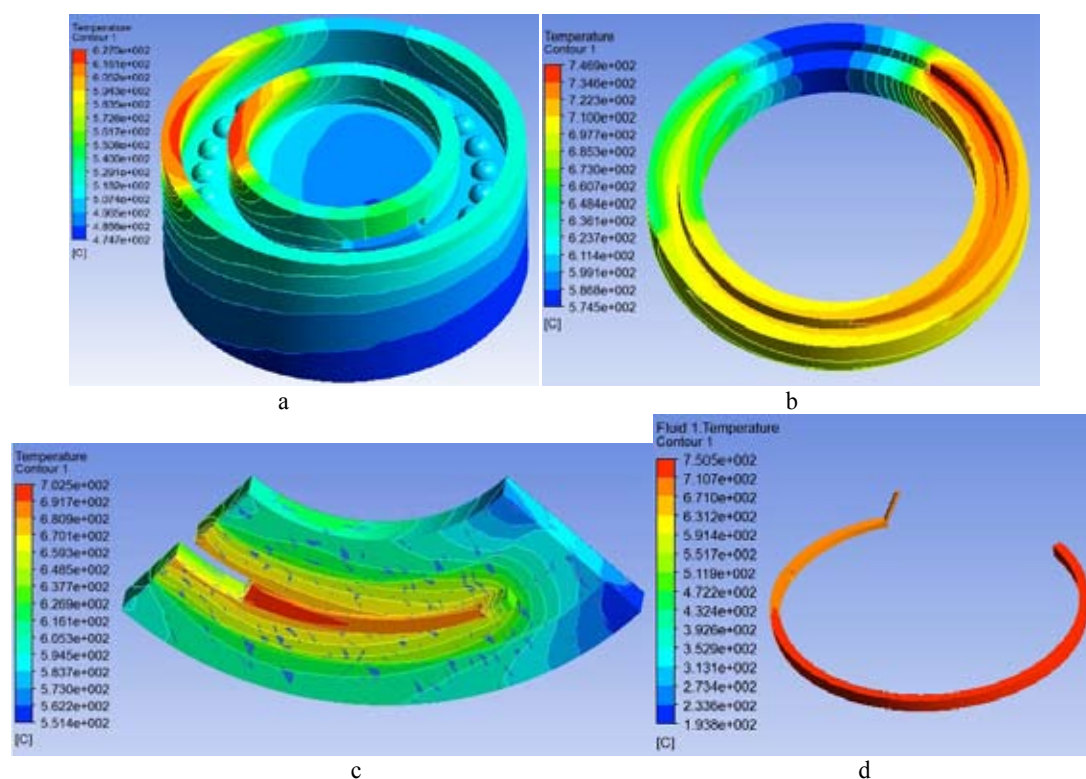 Temperature
Contour 1
6.270e+002
6.161e+002
6.052e+002
5.943e+002
5.835e+002
5.726e+002
5.617e+002
5.508e+002
5.400e+002
5.291e+002
5.182e+002
5.074e+002
4.965e+002
4.856e+002
4.747e+002
[C]
a
Temperature
Contour 1
7.469e+002
7.346e+002
7.223e+002
7.100e+002
6.977e+002
6.853e+002
6.730e+002
6.607e+002
6.484e+002
6.361e+002
6.237e+002
6.114e+002
5.991e+002
5.868e+002
5.745e+002
[C]
b
Temperature
Contour 1
7.025e+002
6.917e+002
6.809e+002
6.701e+002
6.593e+002
6.485e+002
6.377e+002
6.269e+002
6.161e+002
6.053e+002
5.945e+002
5.837e+002
5.730e+002
5.622e+002
5.514e+002
[C]
c
Fluid 1.Temperature
Contour 1
7.505e+002
7.107e+002
6.710e+002
6.312e+002
5.914e+002
5.517e+002
5.119e+002
4.722e+002
4.324e+002
3.926e+002
3.529e+002
3.131e+002
2.734e+002
2.336e+002
1.938e+002
[C]
d